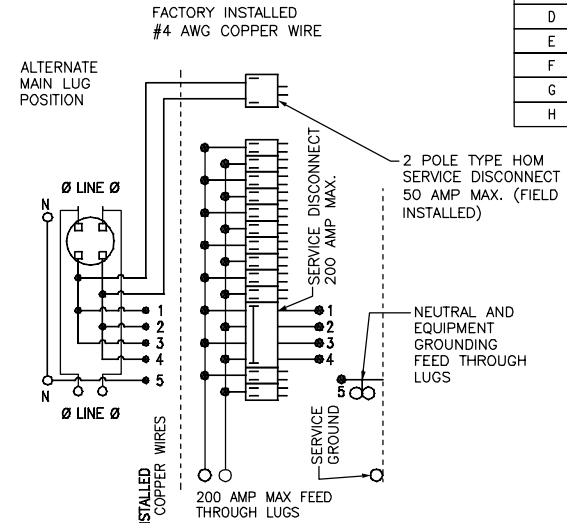 FACTORY INSTALLED
#4 AWG COPPER WIRE
D
E
F
G
H
ALTERNATE
MAIN LUG
POSITION
2 POLE TYPE HOM
SERVICE DISCONNECT
50 AMP MAX. (FIELD
INSTALLED)
SERVICE DISCONNECT
200 AMP MAX.
Ø LINE Ø
N
1
2
3
4
5
1
2
3
4
NEUTRAL AND
EQUIPMENT
GROUNDING
FEED THROUGH
LUGS
5
N
Ø LINE Ø
SERVICE
GROUND
COPPER WIRES
200 AMP MAX FEED
THROUGH LUGS